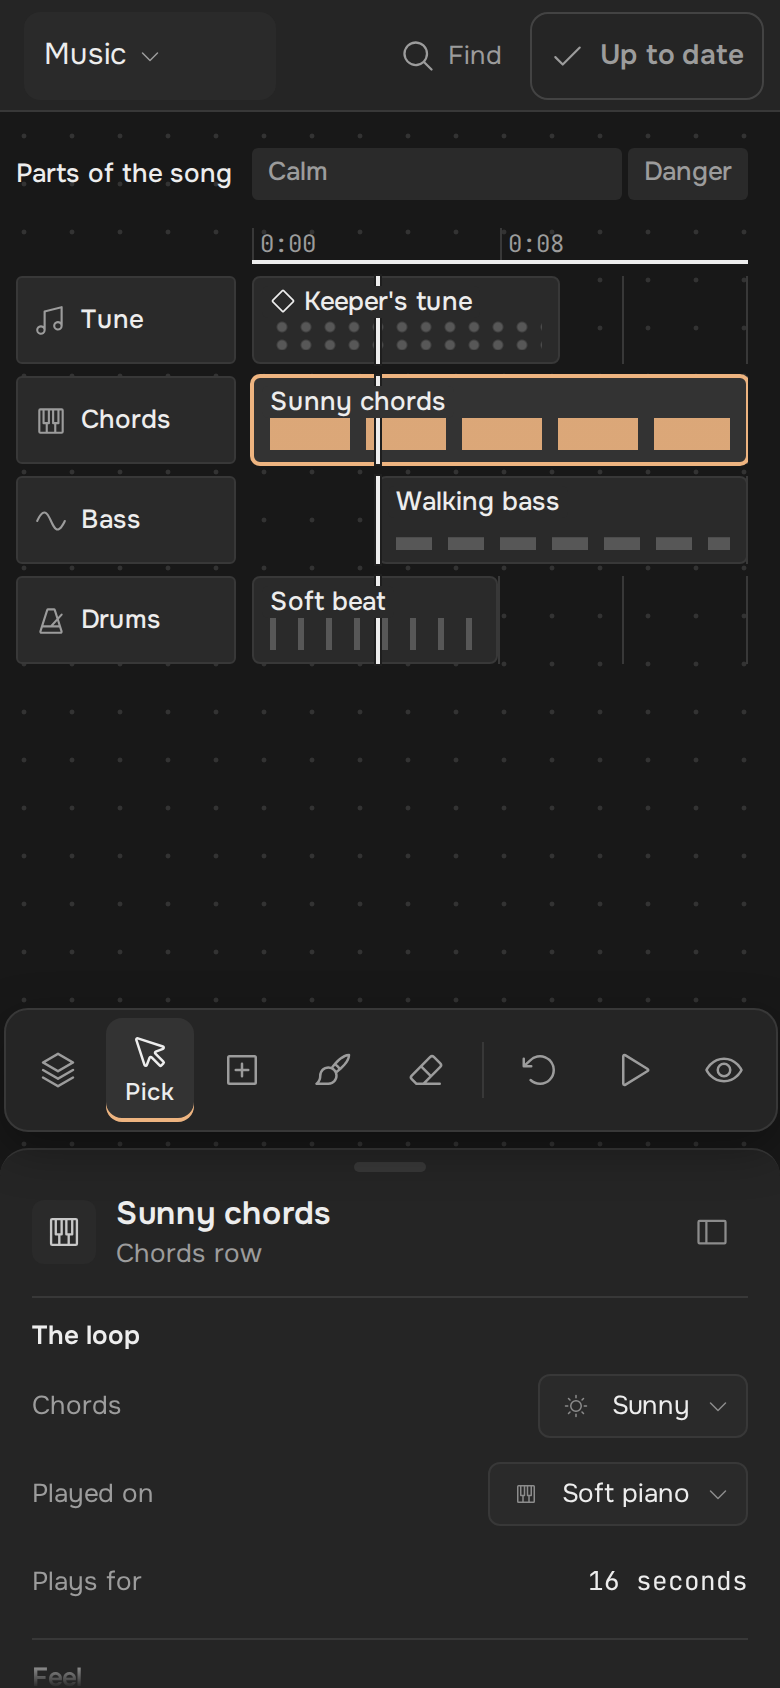 Music
Find
Up to date
Parts of the song
Calm
Danger
0:00
0:08
Tune
Keeper's tune
Chords
Sunny chords
Bass
Walking bass
Drums
Soft beat
Pick
Sunny chords
Chords row
The loop
Chords
Sunny
Played on
Soft piano
Plays for
16 seconds
Feel